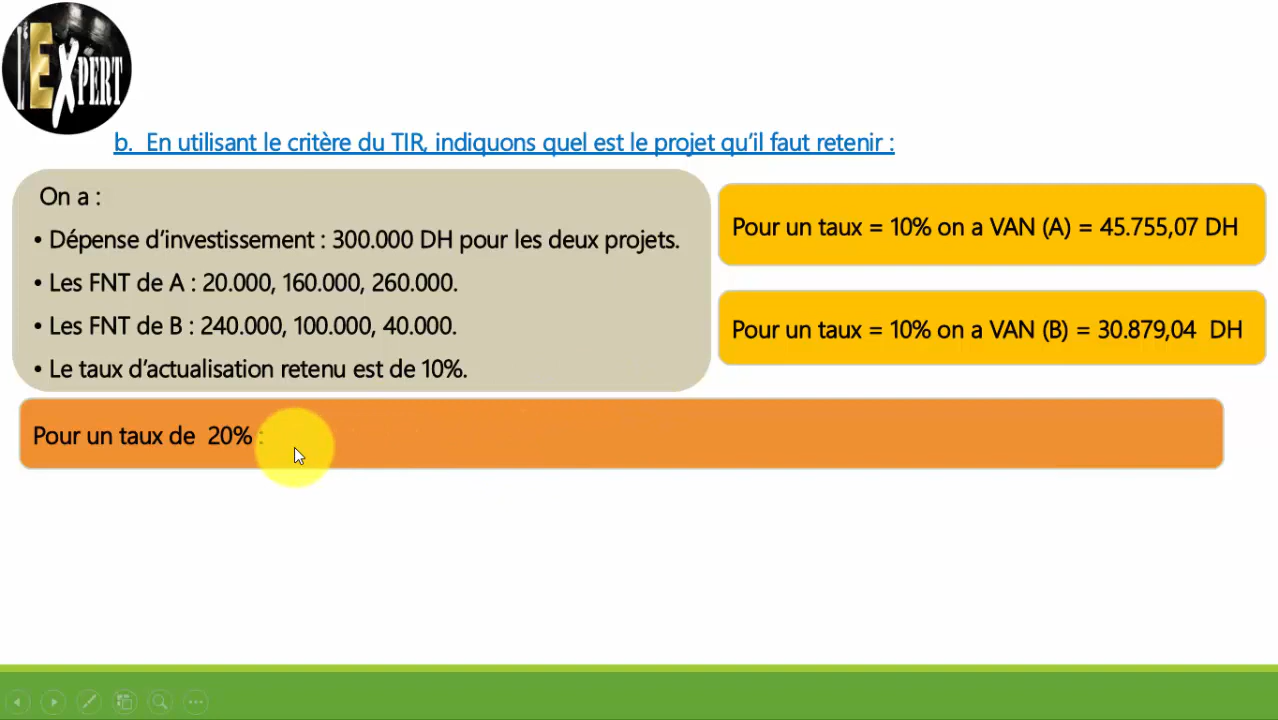 l'EXPERT
b. En utilisant le critère du TIR, indiquons quel est le projet qu'il faut retenir :
On a :
• Dépense d'investissement : 300.000 DH pour les deux projets.
• Les FNT de A : 20.000, 160.000, 260.000.
• Les FNT de B : 240.000, 100.000, 40.000.
• Le taux d'actualisation retenu est de 10%.
Pour un taux = 10% on a VAN (A) = 45.755,07 DH
Pour un taux = 10% on a VAN (B) = 30.879,04 DH
Pour un taux de 20% :